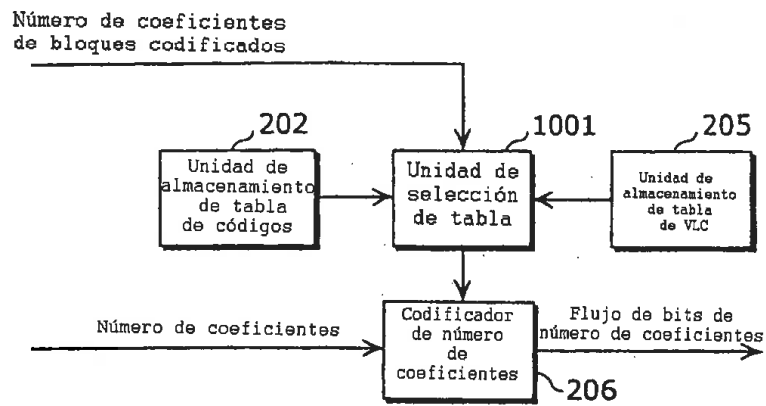 Número de coeficientes
de bloques codificados
202
1001
205
Unidad de
almacenamiento
de tabla
de códigos
Unidad de
selección
de tabla
Unidad de
almacenamiento
de tabla
de VLC
Número de coeficientes
Codificador
de número
de
coeficientes
Flujo de bits de
número de coeficientes
206